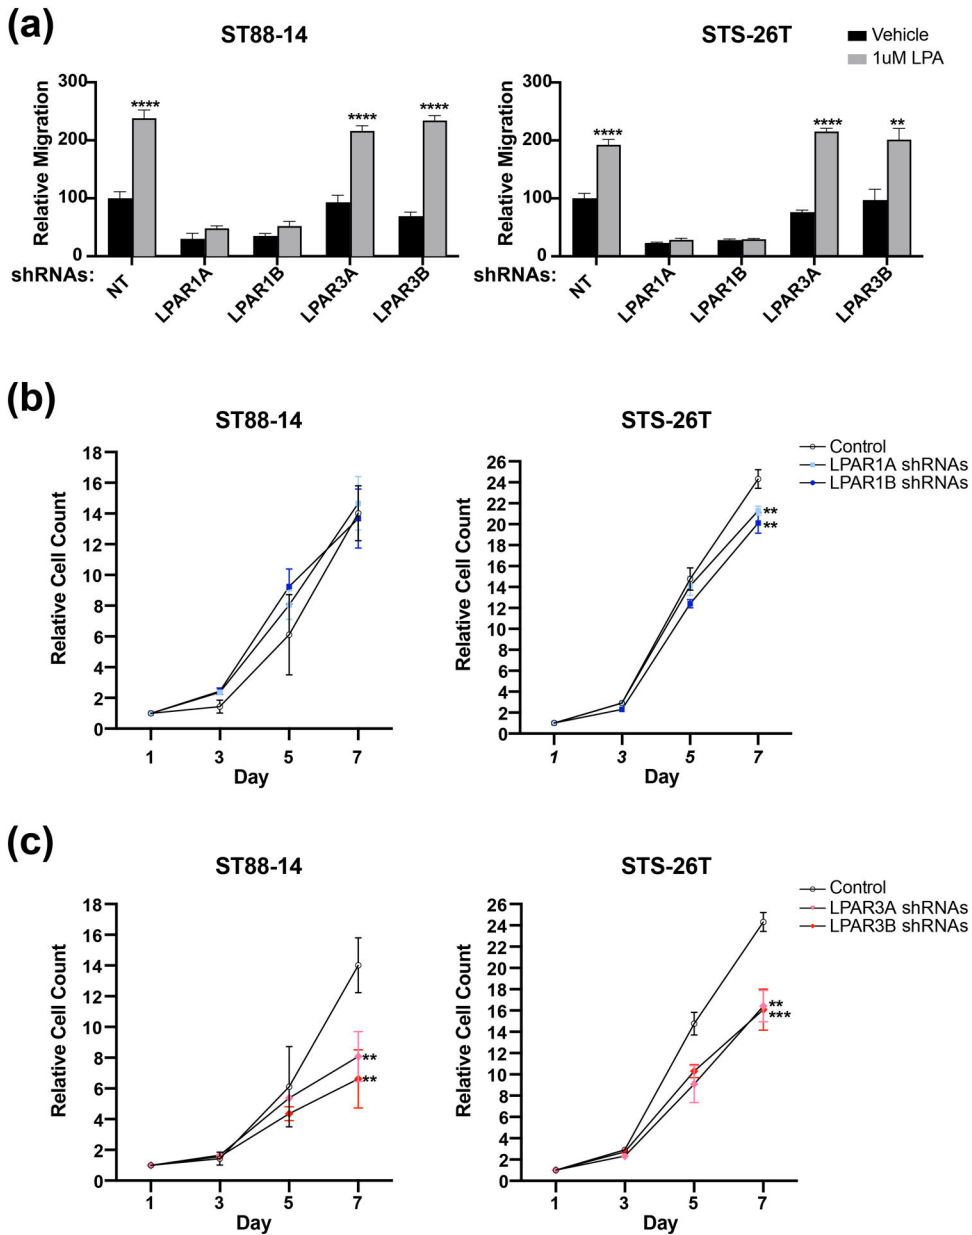 (a)
ST88-14
STS-26T
Vehicle
1uM LPA
Relative Migration
300
200
100
0
**** **** ****
shRNAs:
NT
LPAR1A
LPAR1B
LPAR3A
LPAR3B
Relative Migration
300
200
100
0
**** **** **
shRNAs:
NT
LPAR1A
LPAR1B
LPAR3A
LPAR3B
(b)
ST88-14
STS-26T
Control
LPAR1A shRNAs
LPAR1B shRNAs
Relative Cell Count
18
16
14
12
10
8
6
4
2
0
1 3 5 7
Day
Relative Cell Count
26
24
22
20
18
16
14
12
10
8
6
4
2
0
**
**
1 3 5 7
Day
(c)
ST88-14
STS-26T
Control
LPAR3A shRNAs
LPAR3B shRNAs
Relative Cell Count
18
16
14
12
10
8
6
4
2
0
**
**
1 3 5 7
Day
Relative Cell Count
26
24
22
20
18
16
14
12
10
8
6
4
2
0
**
***
1 3 5 7
Day